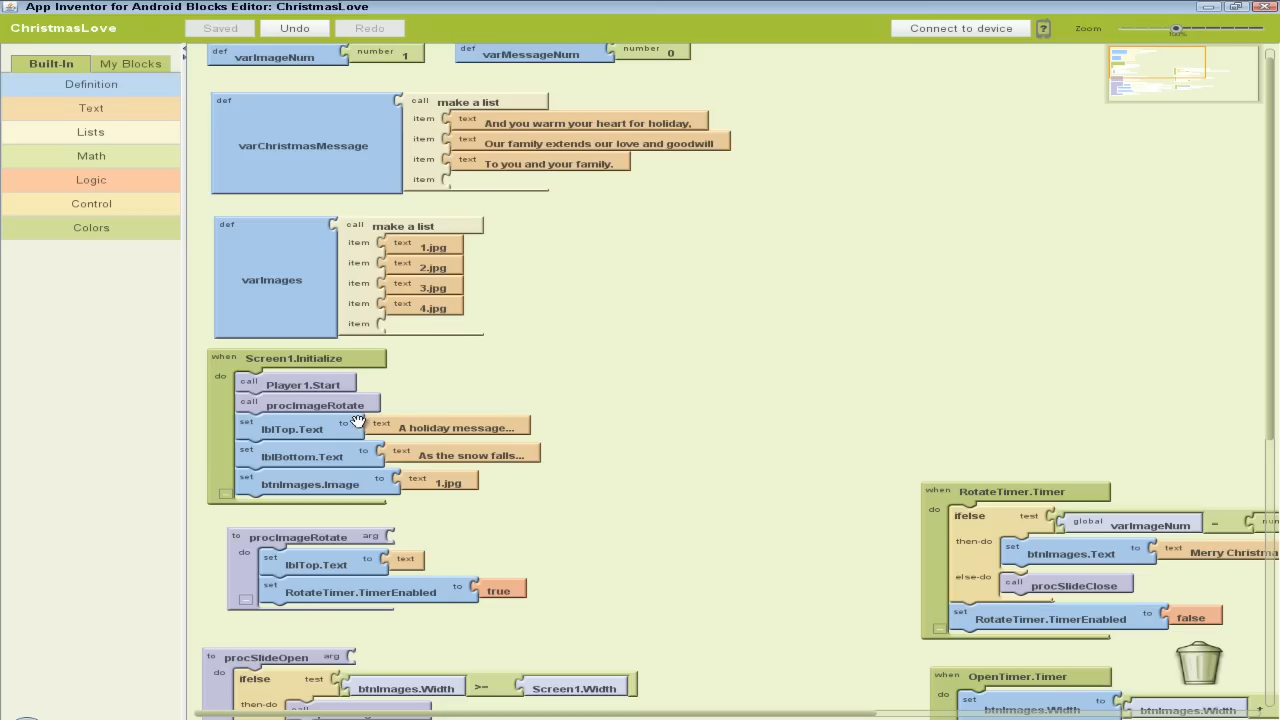 App Inventor for Android Blocks Editor: ChristmasLove
ChristmasLove Saved Undo Redo Connect to device ? Zoom 100%
Built-In My Blocks
Definition
Text
Lists
Math
Logic
Control
Colors
def varImageNum number 1
def varMessageNum number 0
def varChristmasMessage call make a list
item text And you warm your heart for holiday,
item text Our family extends our love and goodwill
item text To you and your family.
item
def varImages call make a list
item text 1.jpg
item text 2.jpg
item text 3.jpg
item text 4.jpg
item
when Screen1.Initialize
do call Player1.Start
call procImageRotate
set lblTop.Text to text A holiday message...
set lblBottom.Text to text As the snow falls...
set btnImages.Image to text 1.jpg
to procImageRotate arg
do set lblTop.Text to text
set RotateTimer.TimerEnabled to true
to procSlideOpen arg
do ifelse test btnImages.Width >= Screen1.Width
then-do call
when RotateTimer.Timer
do ifelse test global varImageNum =
then-do set btnImages.Text to text Merry Christma
else-do call procSlideClose
set RotateTimer.TimerEnabled to false
when OpenTimer.Timer
do set btnImages.Width to btnImages.Width +